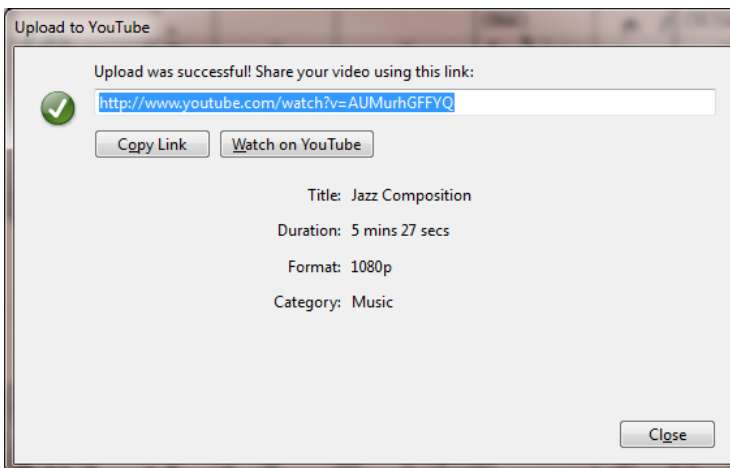 Upload to YouTube
Upload was successful! Share your video using this link:
http://www.youtube.com/watch?v=AUMurhGFFYQ
Copy Link
Watch on YouTube
Title: Jazz Composition
Duration: 5 mins 27 secs
Format: 1080p
Category: Music
Close